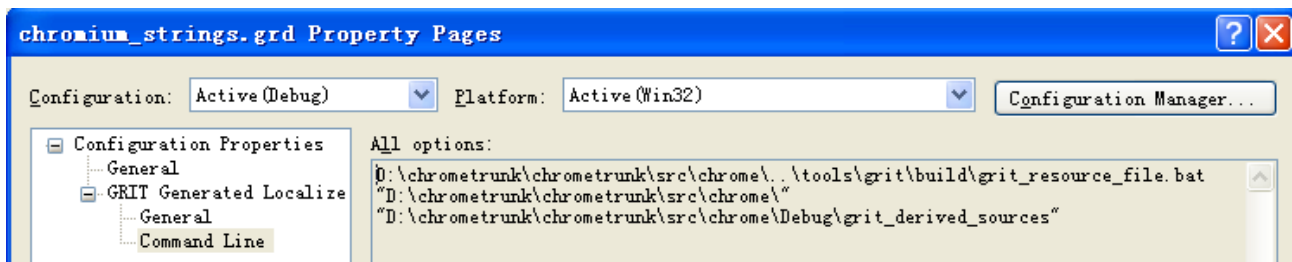 chromium_strings.grd Property Pages
Configuration: Active(Debug) Platform: Active(Win32) Configuration Manager...
Configuration Properties
General
GRIT Generated Localize
General
Command Line
All options:
D:\chrometrunk\chrometrunk\src\chrome\..\tools\grit\build\grit_resource_file.bat
"D:\chrometrunk\chrometrunk\src\chrome\"
"D:\chrometrunk\chrometrunk\src\chrome\Debug\grit_derived_sources"